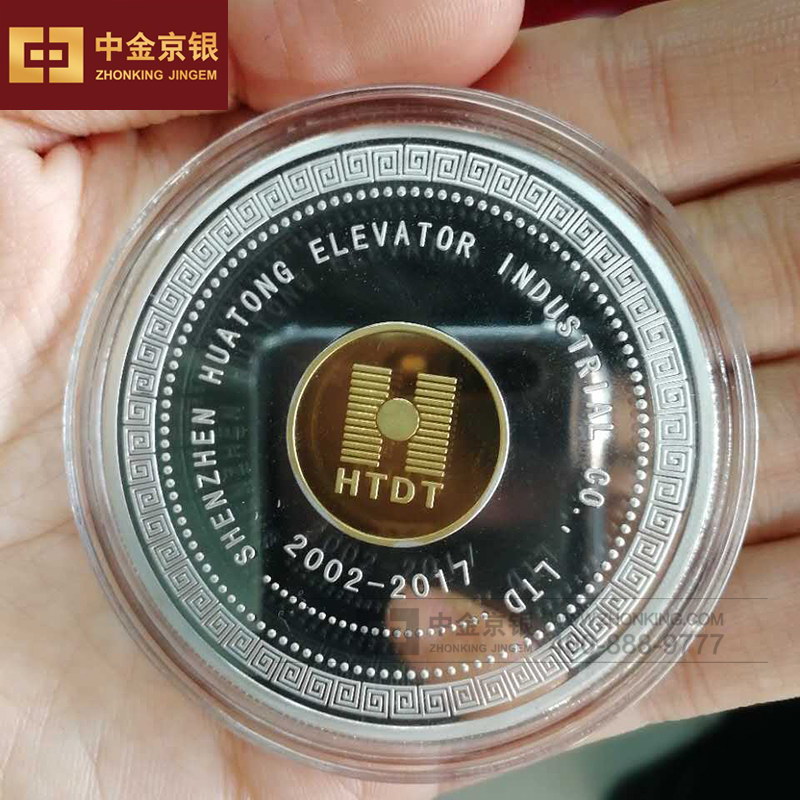 中金京银
ZHONKING JINGEM
SHENZHEN HUATONG ELEVATOR INDUSTRIAL CO., LTD
HTDT
2002-2017
中金京银
ZHONKING JINGEM
ZHONKING.COM
888-9777